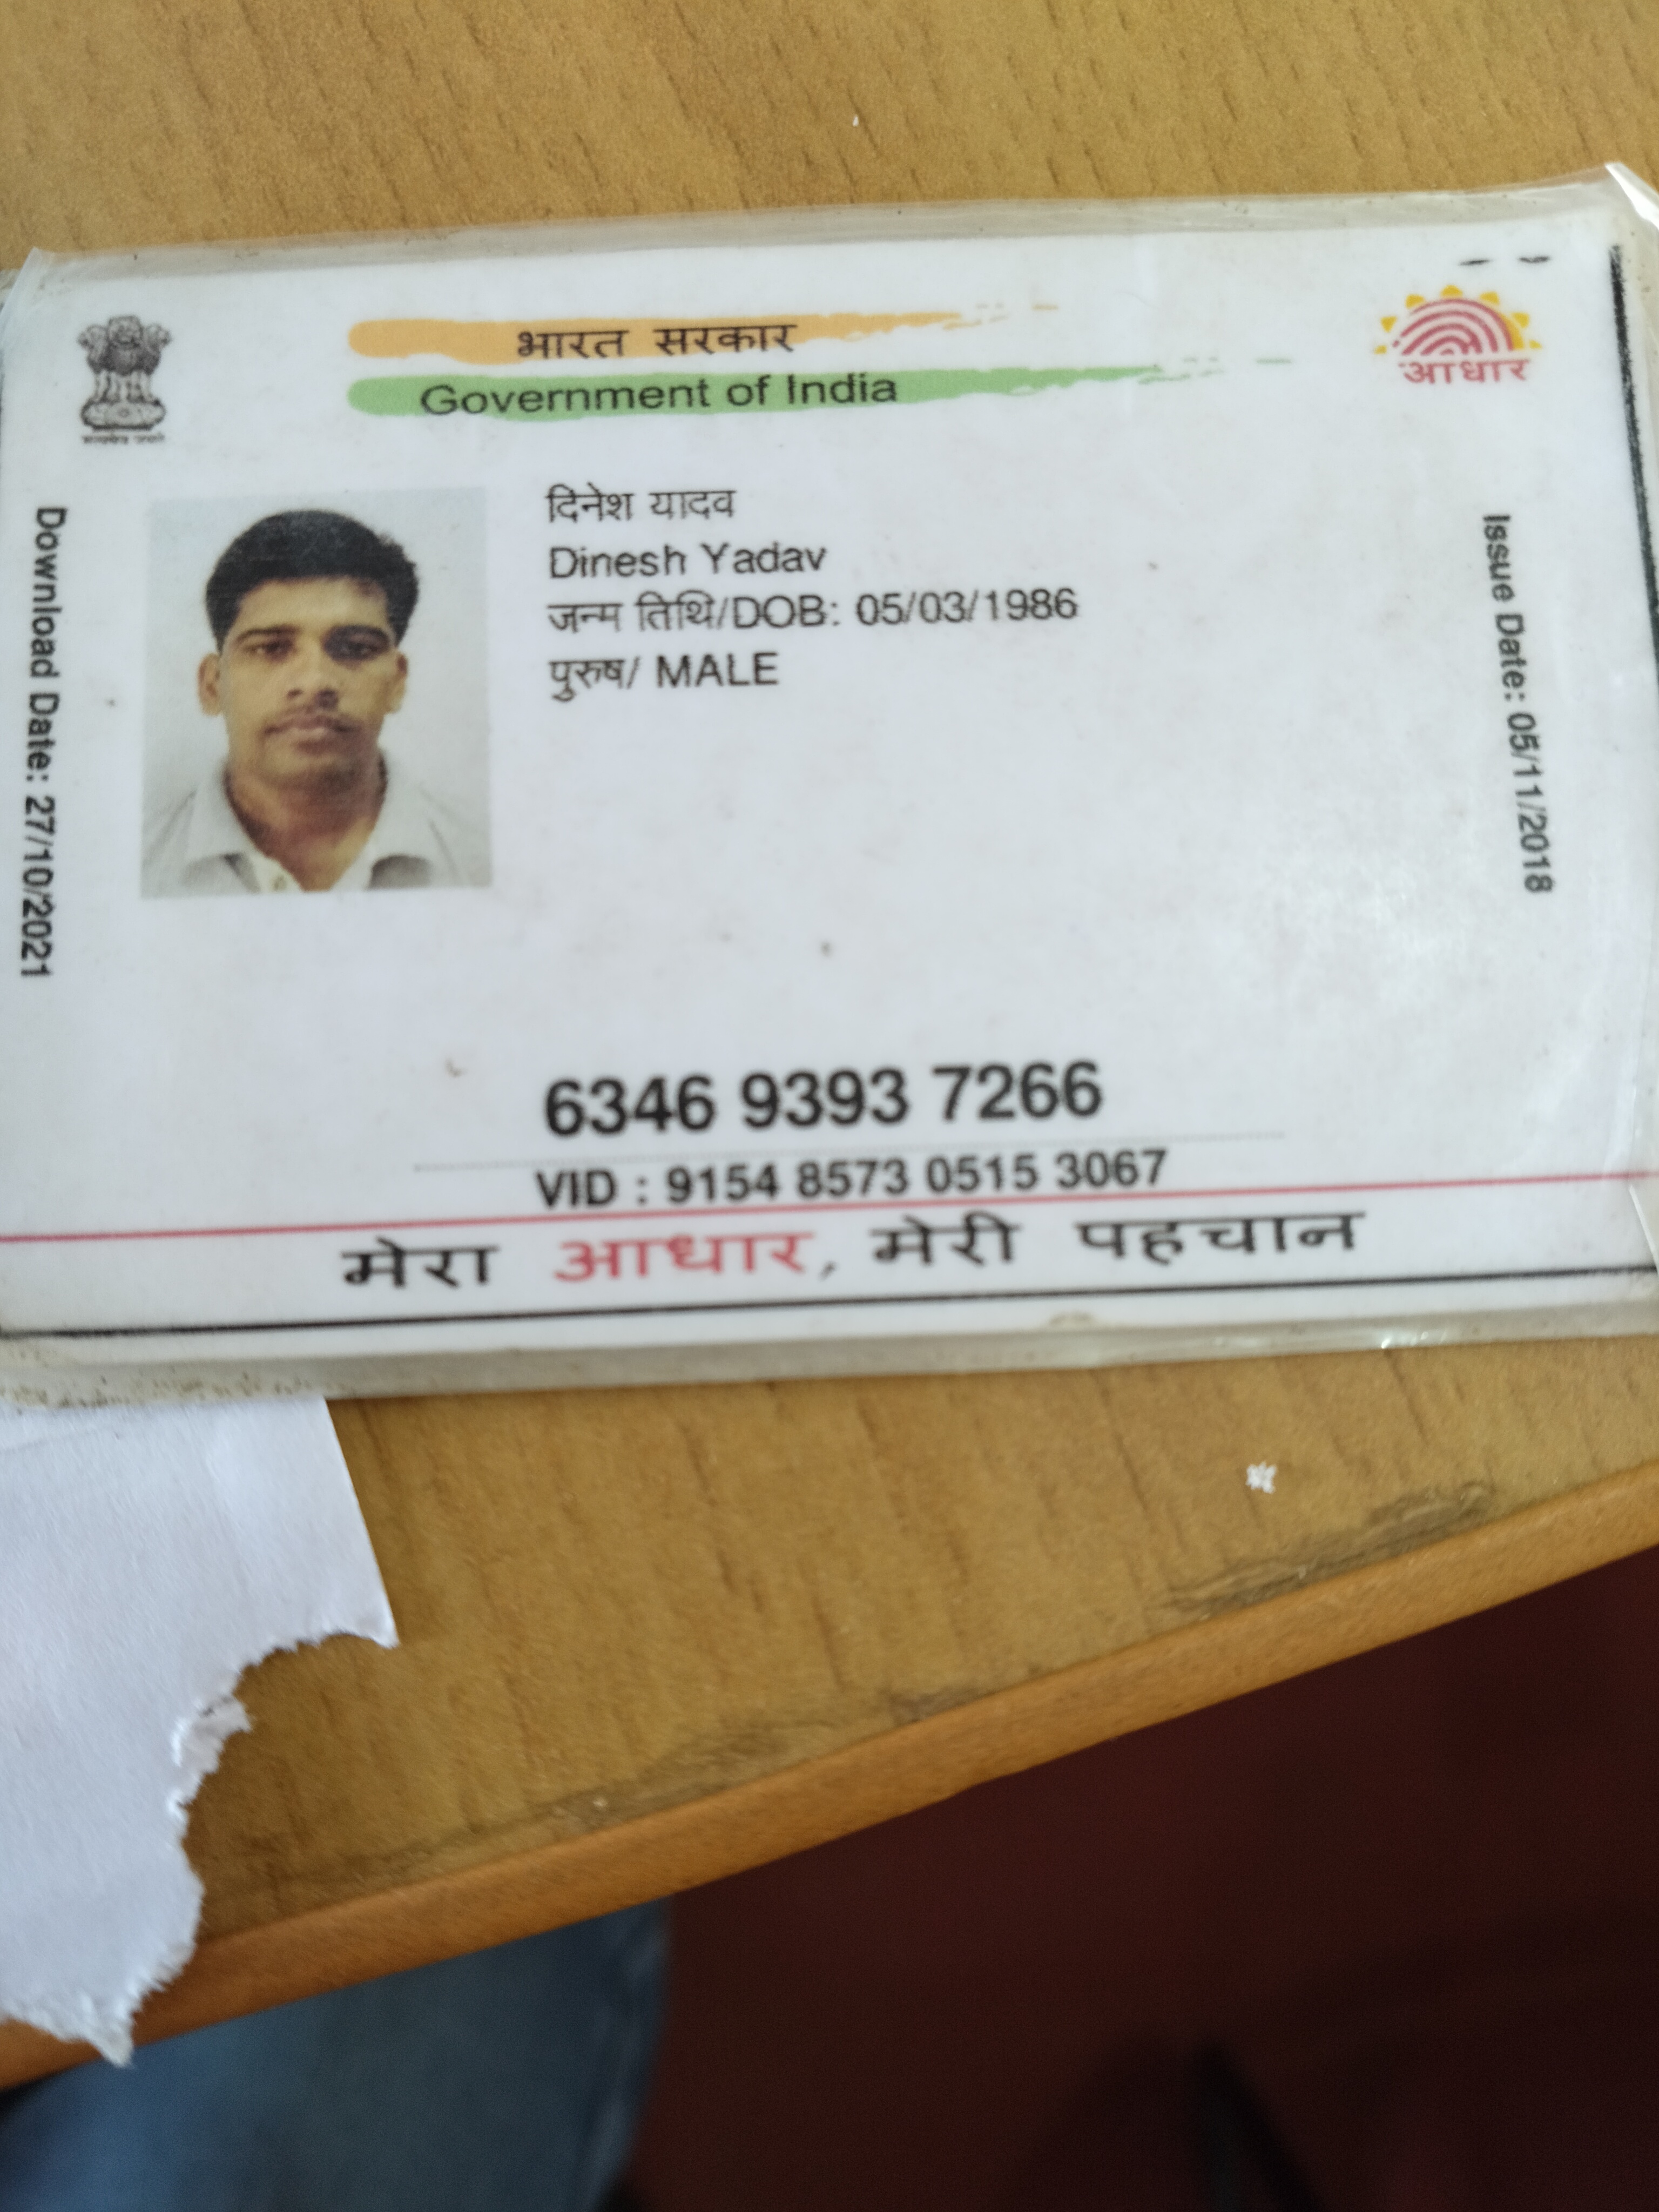 भारत सरकार
Government of India
आधार
दिनेश यादव
Dinesh Yadav
जन्म तिथि/DOB: 05/03/1986
पुरुष/ MALE
Download Date: 27/10/2021
Issue Date: 05/11/2018
6346 9393 7266
VID : 9154 8573 0515 3067
मेरा आधार, मेरी पहचान